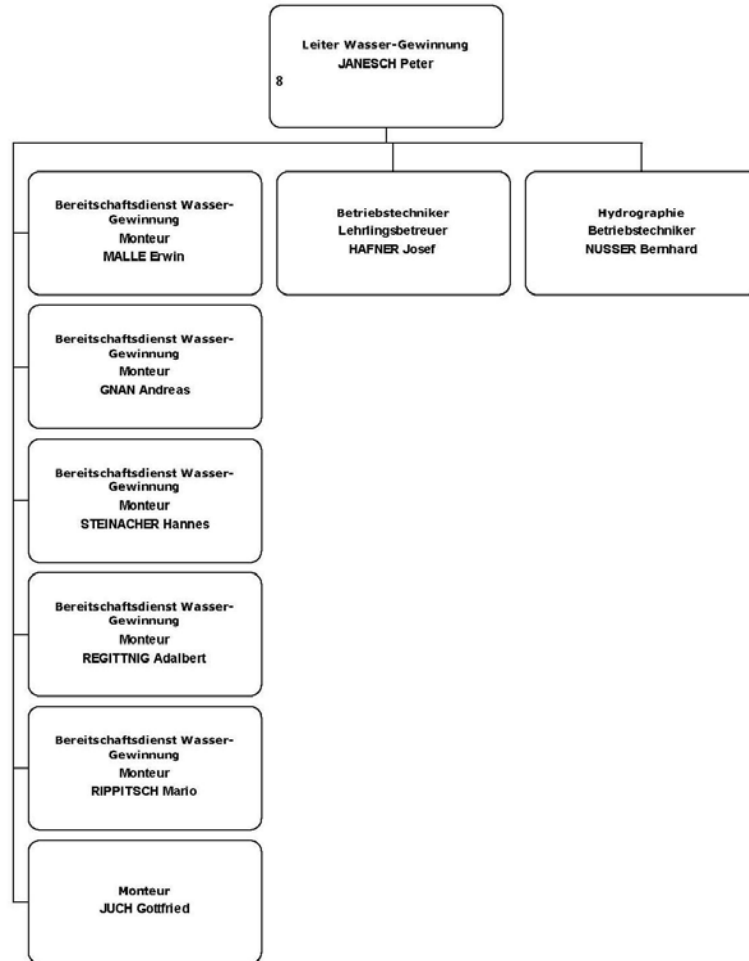 Leiter Wasser-Gewinnung
JANESCH Peter
8
Bereitschaftsdienst Wasser-
Gewinnung
Monteur
MALLE Erwin
Betriebstechniker
Lehrlingsbetreuer
HAFNER Josef
Hydrographie
Betriebstechniker
NUSSER Bernhard
Bereitschaftsdienst Wasser-
Gewinnung
Monteur
GNAN Andreas
Bereitschaftsdienst Wasser-
Gewinnung
Monteur
STEINACHER Hannes
Bereitschaftsdienst Wasser-
Gewinnung
Monteur
REGITTNIG Adalbert
Bereitschaftsdienst Wasser-
Gewinnung
Monteur
RIPPITSCH Mario
Monteur
JUCH Gottfried